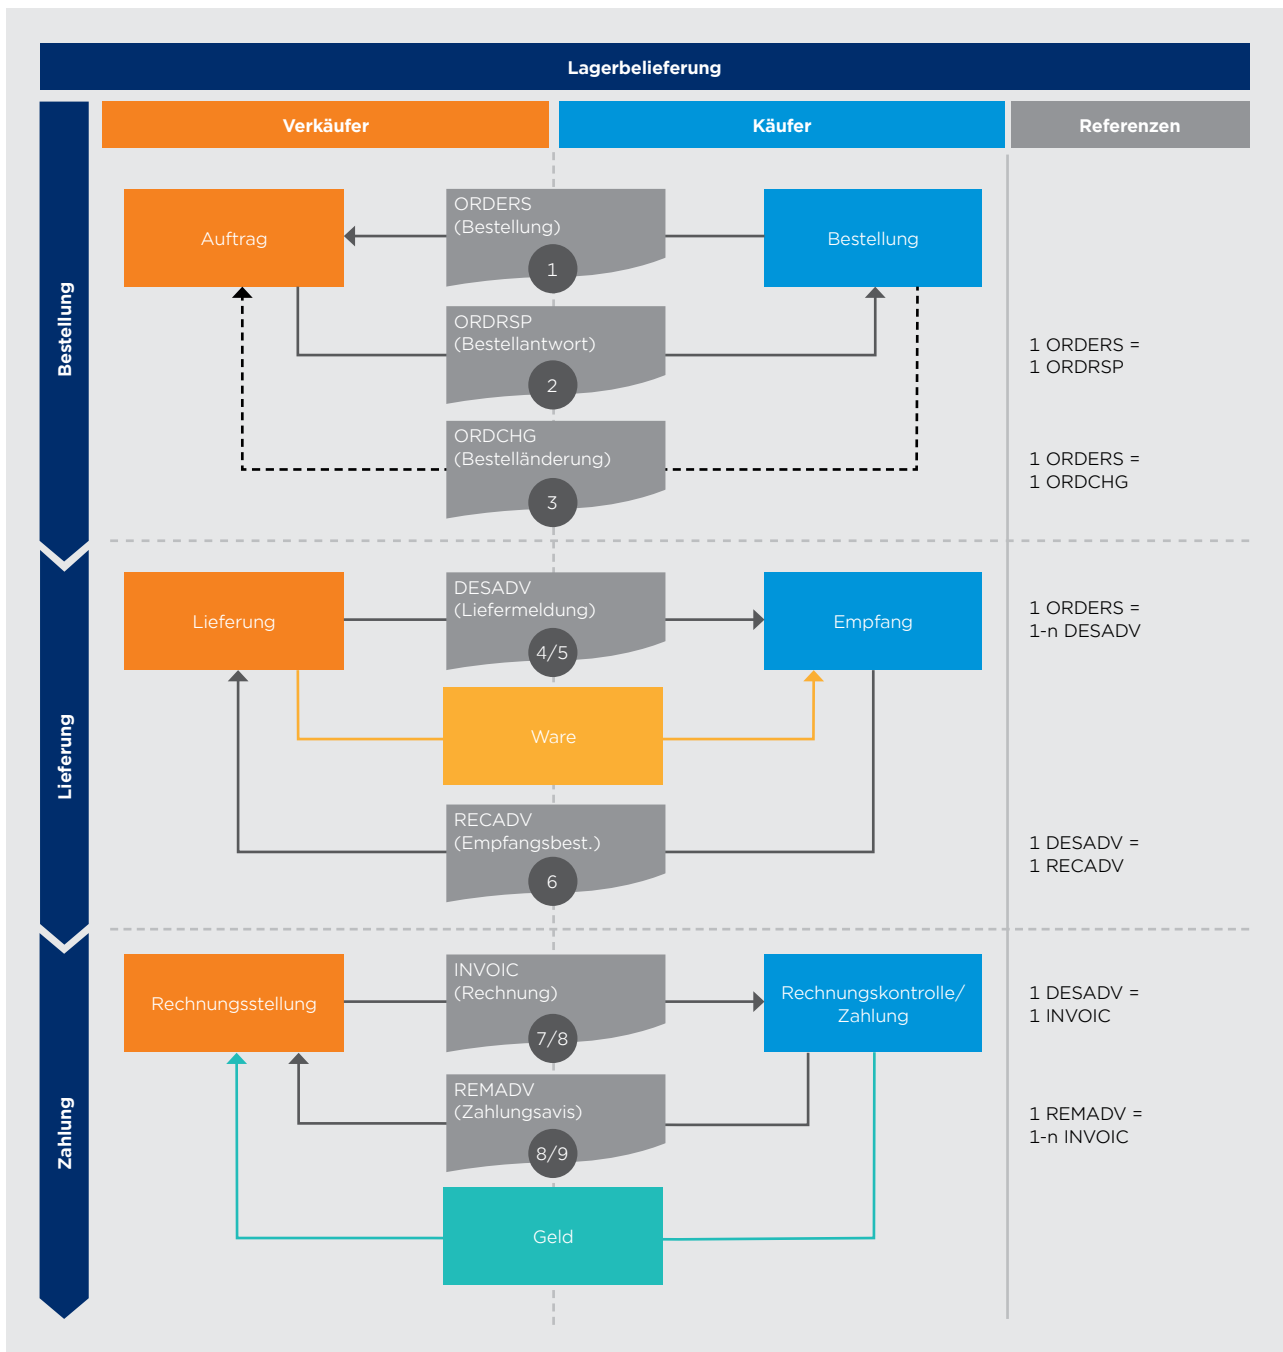 Lagerbelieferung
Verkäufer
Käufer
Referenzen
Bestellung
Auftrag
ORDERS
(Bestellung)
1
Bestellung
ORDRSP
(Bestellantwort)
2
1 ORDERS =
1 ORDRSP
ORDCHG
(Bestelländerung)
3
1 ORDERS =
1 ORDCHG
Lieferung
Lieferung
DESADV
(Liefermeldung)
4/5
Empfang
1 ORDERS =
1-n DESADV
Ware
RECADV
(Empfangsbest.)
6
1 DESADV =
1 RECADV
Zahlung
Rechnungsstellung
INVOIC
(Rechnung)
7/8
Rechnungskontrolle/
Zahlung
1 DESADV =
1 INVOIC
REMADV
(Zahlungsavis)
8/9
1 REMADV =
1-n INVOIC
Geld